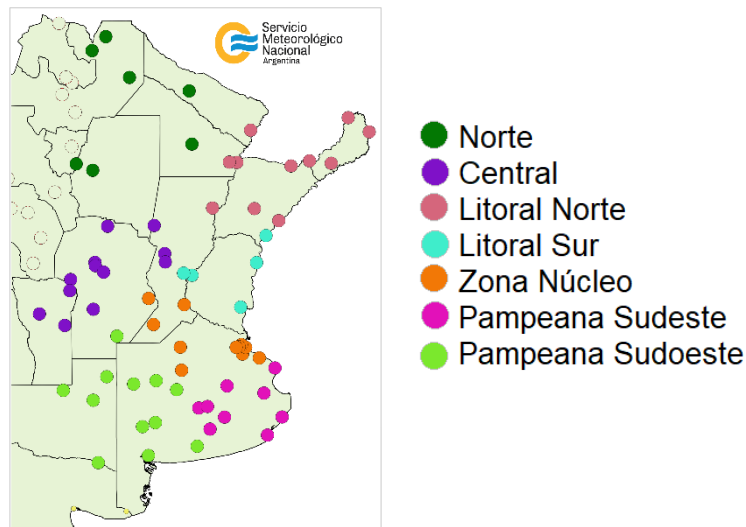 Servicio
Meteorológico
Nacional
Argentina
Norte
Central
Litoral Norte
Litoral Sur
Zona Núcleo
Pampeana Sudeste
Pampeana Sudoeste